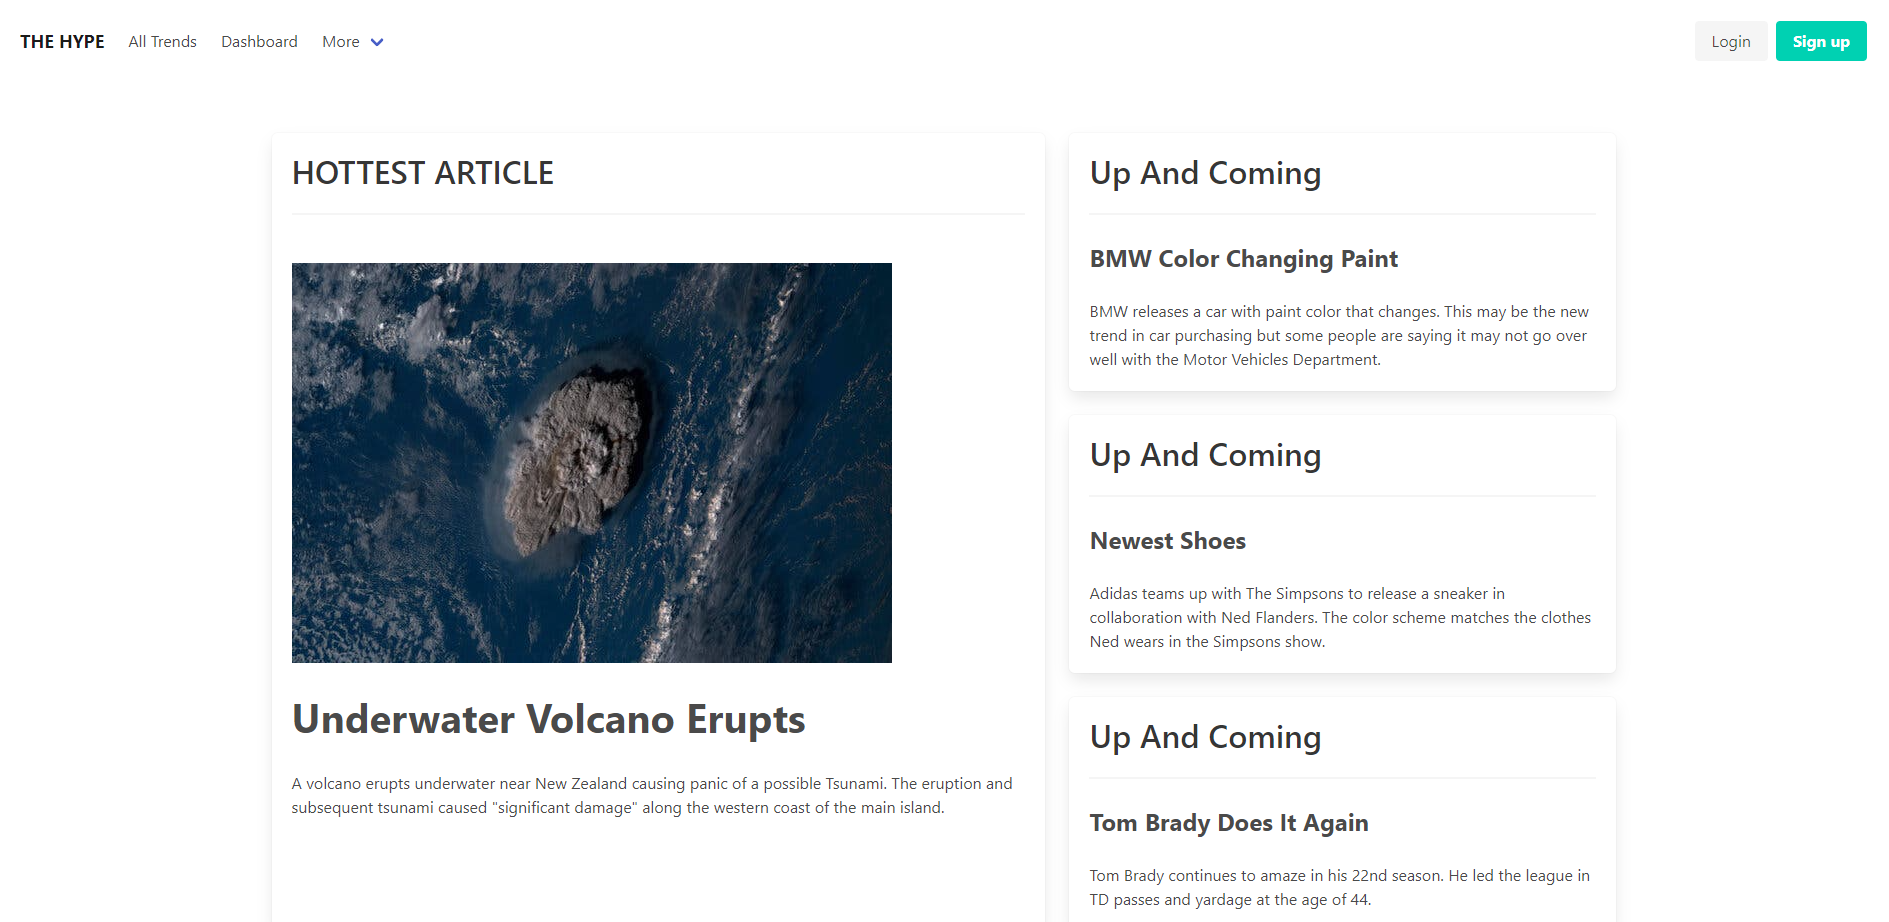 THE HYPE All Trends Dashboard More Login Sign up
HOTTEST ARTICLE
Underwater Volcano Erupts
A volcano erupts underwater near New Zealand causing panic of a possible Tsunami. The eruption and
subsequent tsunami caused "significant damage" along the western coast of the main island.
Up And Coming
BMW Color Changing Paint
BMW releases a car with paint color that changes. This may be the new
trend in car purchasing but some people are saying it may not go over
well with the Motor Vehicles Department.
Up And Coming
Newest Shoes
Adidas teams up with The Simpsons to release a sneaker in
collaboration with Ned Flanders. The color scheme matches the clothes
Ned wears in the Simpsons show.
Up And Coming
Tom Brady Does It Again
Tom Brady continues to amaze in his 22nd season. He led the league in
TD passes and yardage at the age of 44.